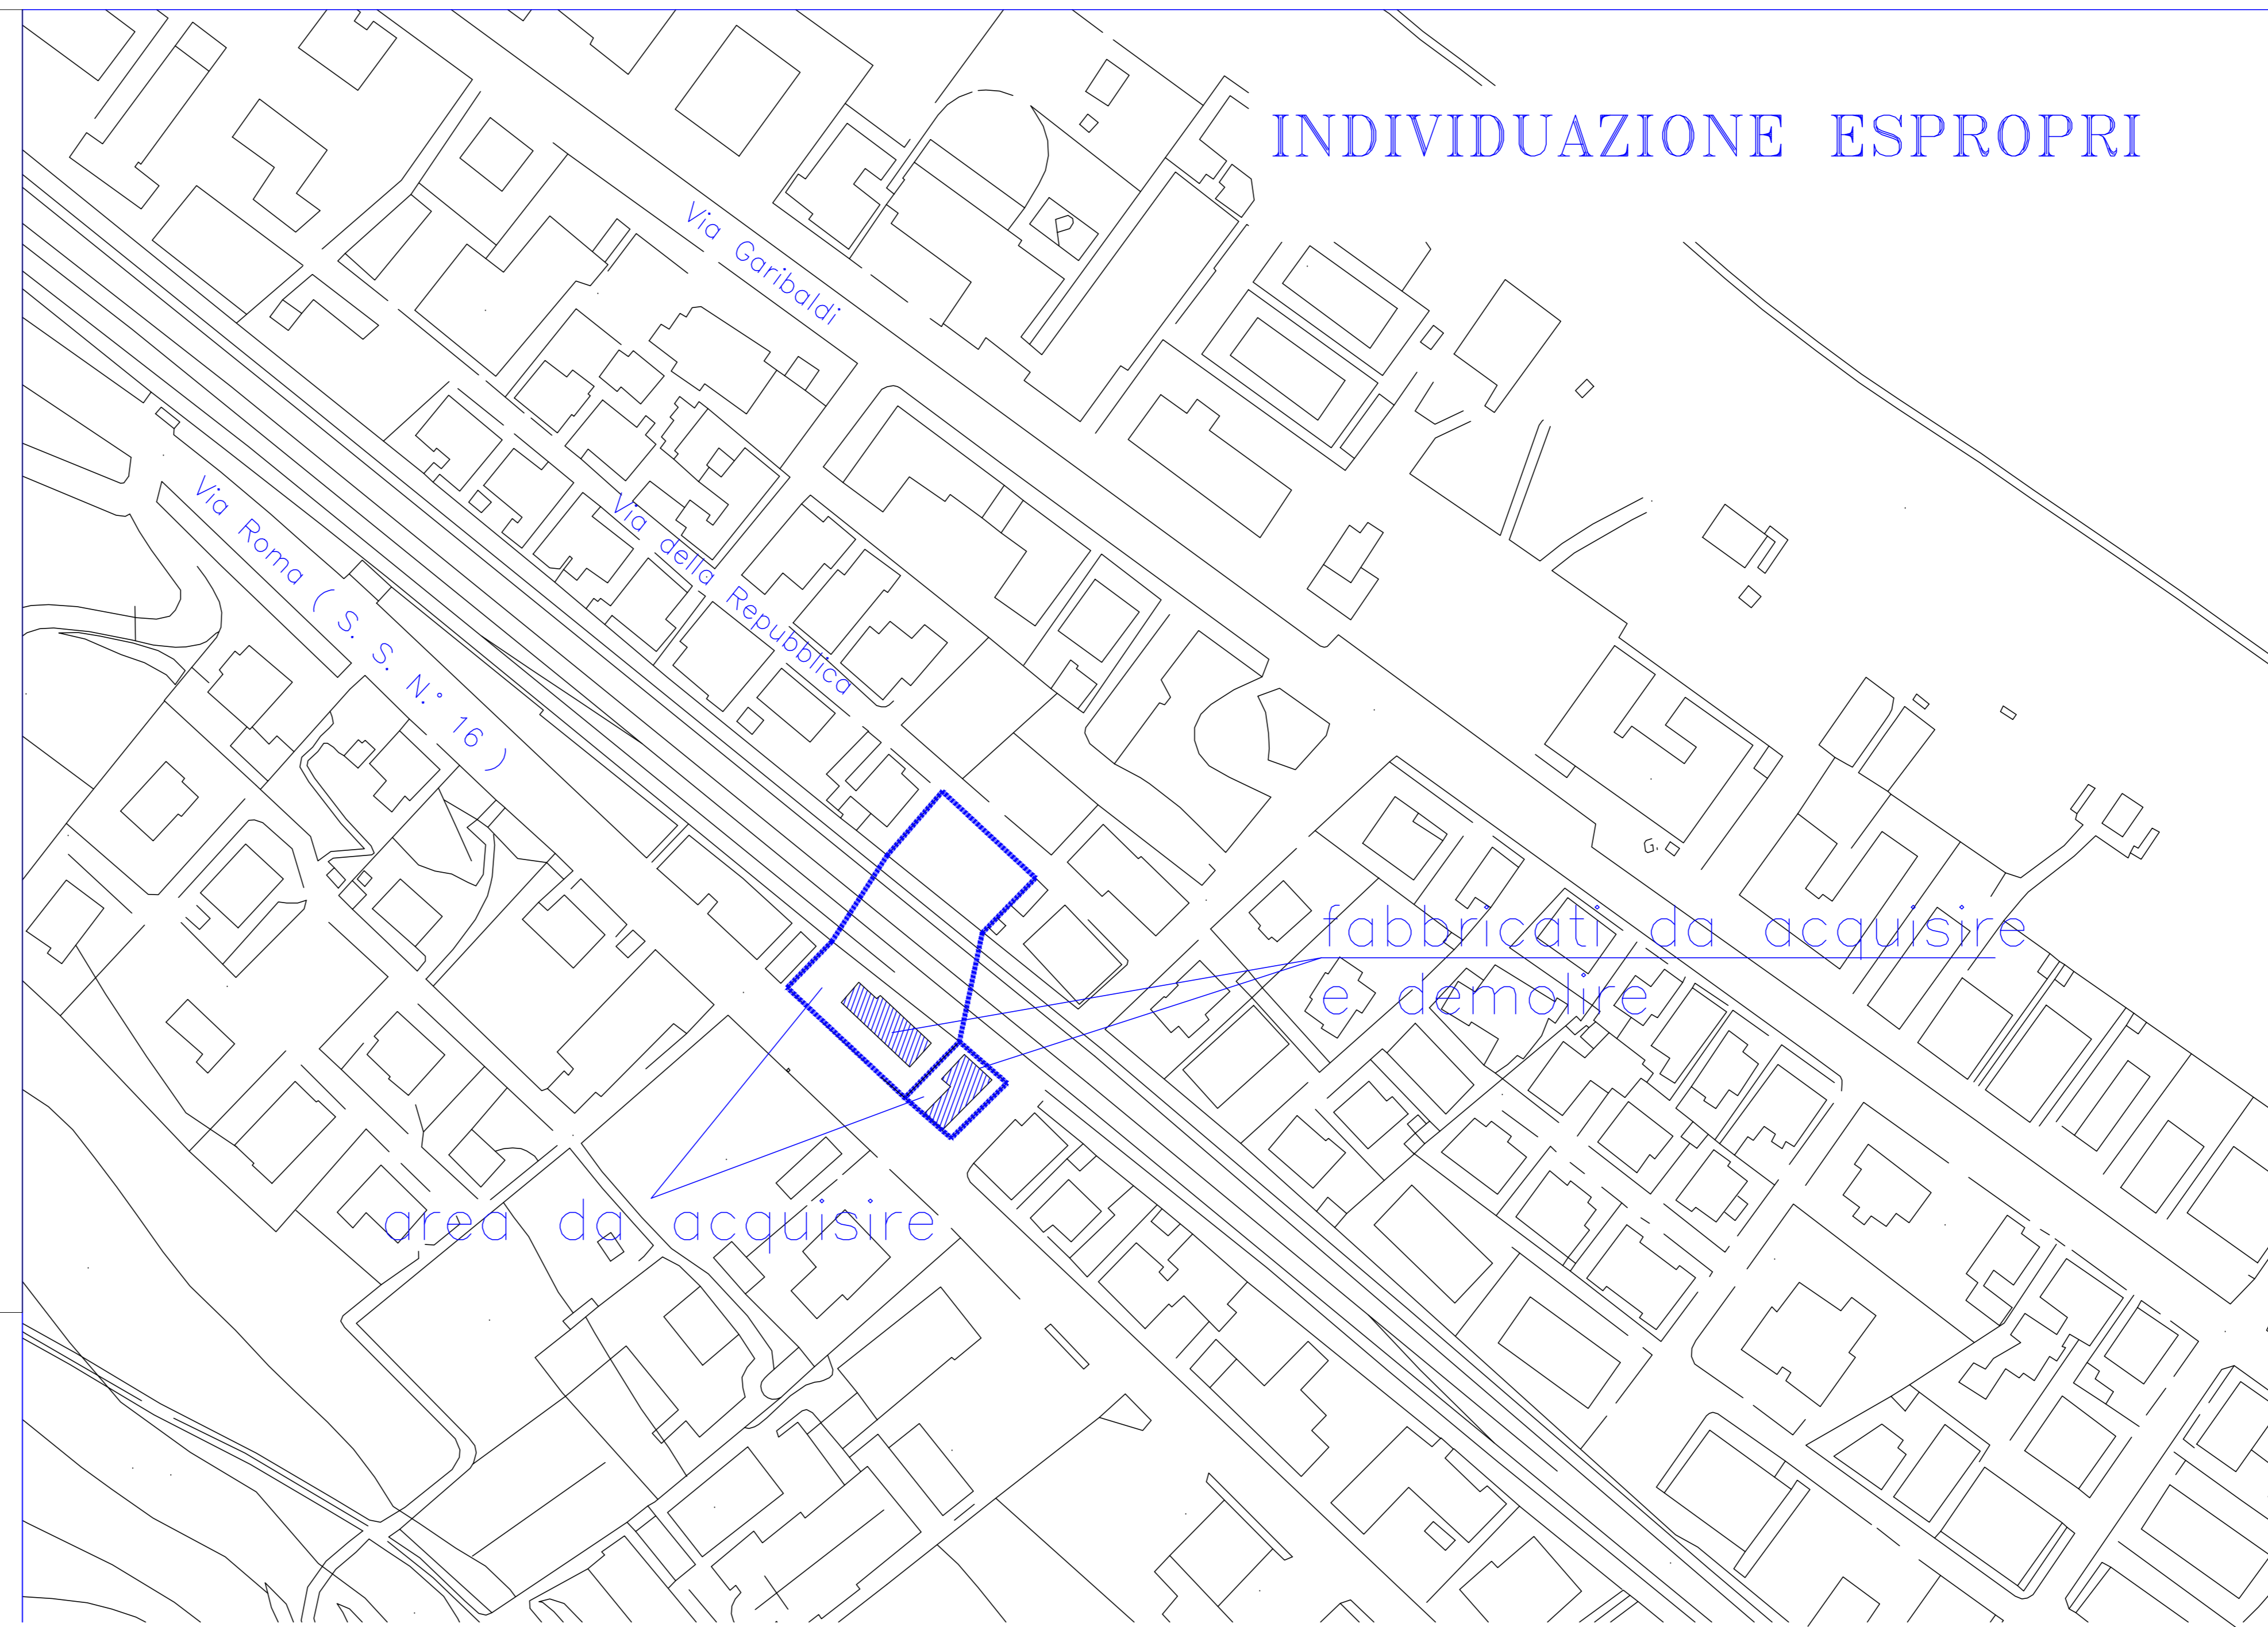 INDIVIDUAZIONE ESPROPRI
Via Garibaldi
Via Roma ( S. S. N.° 16 )
Via della Repubblica
G.
fabbricati da acquisire
e demolire
area da acquisire